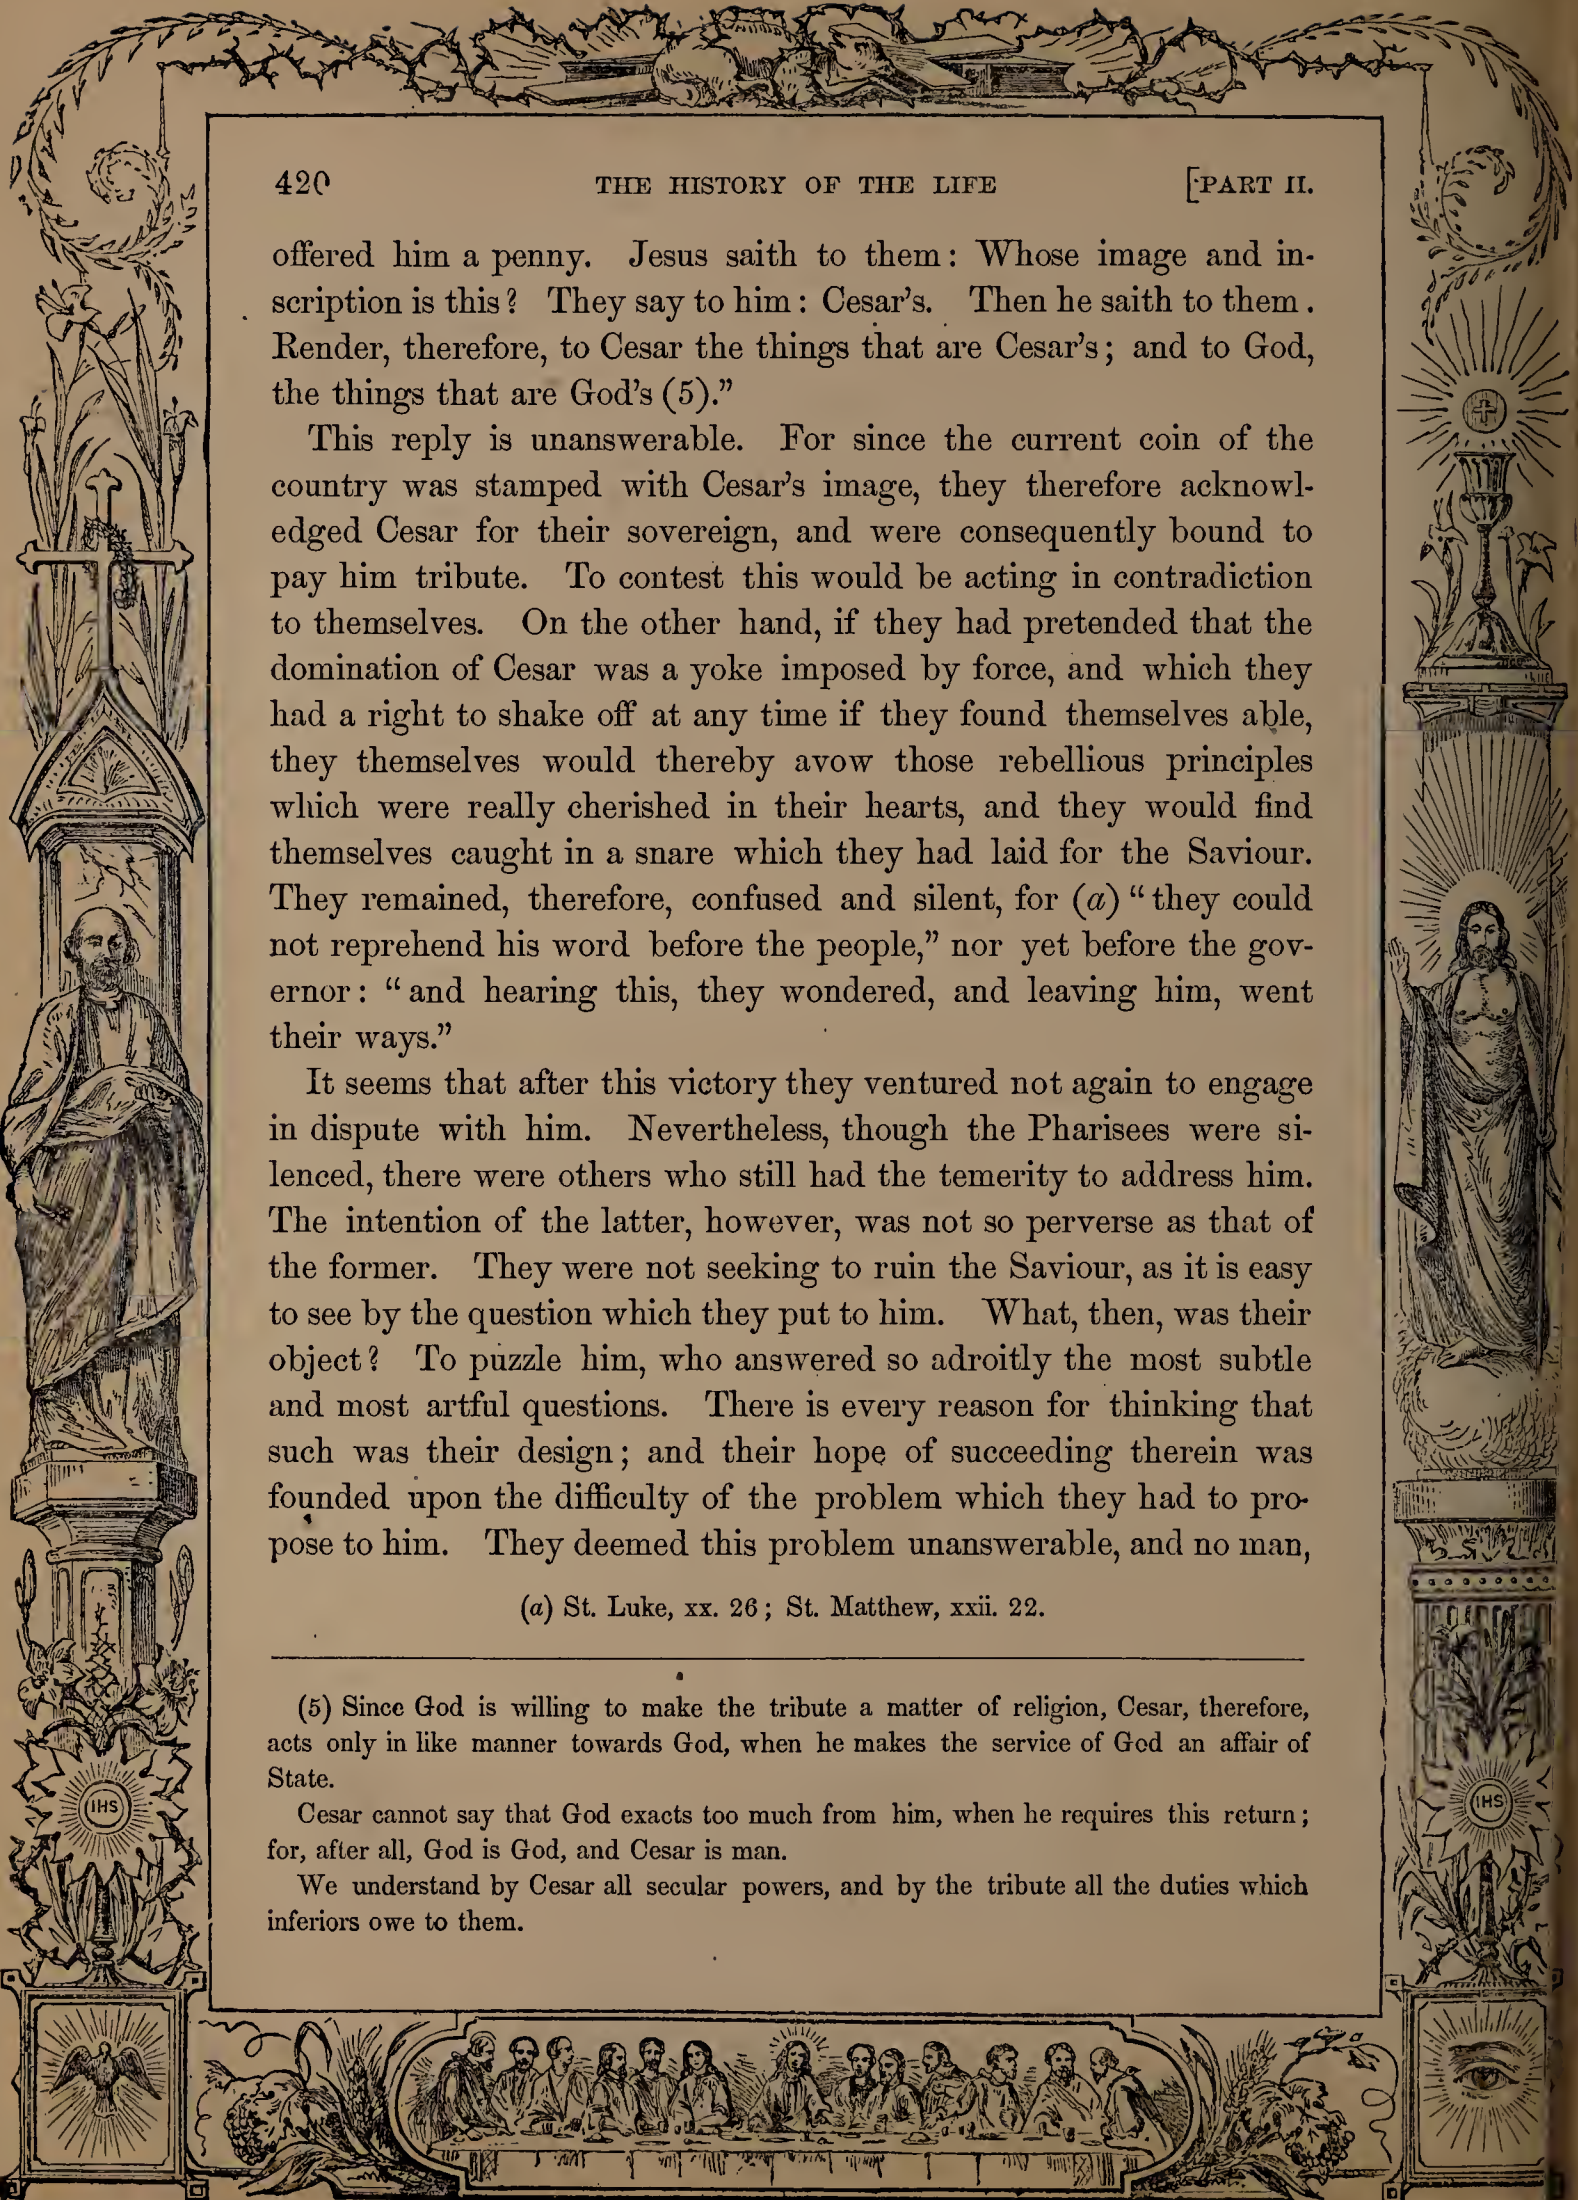 420 THE HISTORY OF THE LIFE [PART II.
offered him a penny. Jesus saith to them: Whose image and in-
scription is this? They say to him: Cesar's. Then he saith to them.
Render, therefore, to Cesar the things that are Cesar's; and to God,
the things that are God's (5)."
This reply is unanswerable. For since the current coin of the
country was stamped with Cesar's image, they therefore acknowl-
edged Cesar for their sovereign, and were consequently bound to
pay him tribute. To contest this would be acting in contradiction
to themselves. On the other hand, if they had pretended that the
domination of Cesar was a yoke imposed by force, and which they
had a right to shake off at any time if they found themselves able,
they themselves would thereby avow those rebellious principles
which were really cherished in their hearts, and they would find
themselves caught in a snare which they had laid for the Saviour.
They remained, therefore, confused and silent, for (a) "they could
not reprehend his word before the people," nor yet before the gov-
ernor: "and hearing this, they wondered, and leaving him, went
their ways."
It seems that after this victory they ventured not again to engage
in dispute with him. Nevertheless, though the Pharisees were si-
lenced, there were others who still had the temerity to address him.
The intention of the latter, however, was not so perverse as that of
the former. They were not seeking to ruin the Saviour, as it is easy
to see by the question which they put to him. What, then, was their
object? To puzzle him, who answered so adroitly the most subtle
and most artful questions. There is every reason for thinking that
such was their design; and their hope of succeeding therein was
founded upon the difficulty of the problem which they had to pro-
pose to him. They deemed this problem unanswerable, and no man,
(a) St. Luke, xx. 26; St. Matthew, xxii. 22.
(5) Since God is willing to make the tribute a matter of religion, Cesar, therefore,
acts only in like manner towards God, when he makes the service of God an affair of
State.
Cesar cannot say that God exacts too much from him, when he requires this return;
for, after all, God is God, and Cesar is man.
We understand by Cesar all secular powers, and by the tribute all the duties which
inferiors owe to them.
IHS
IHS